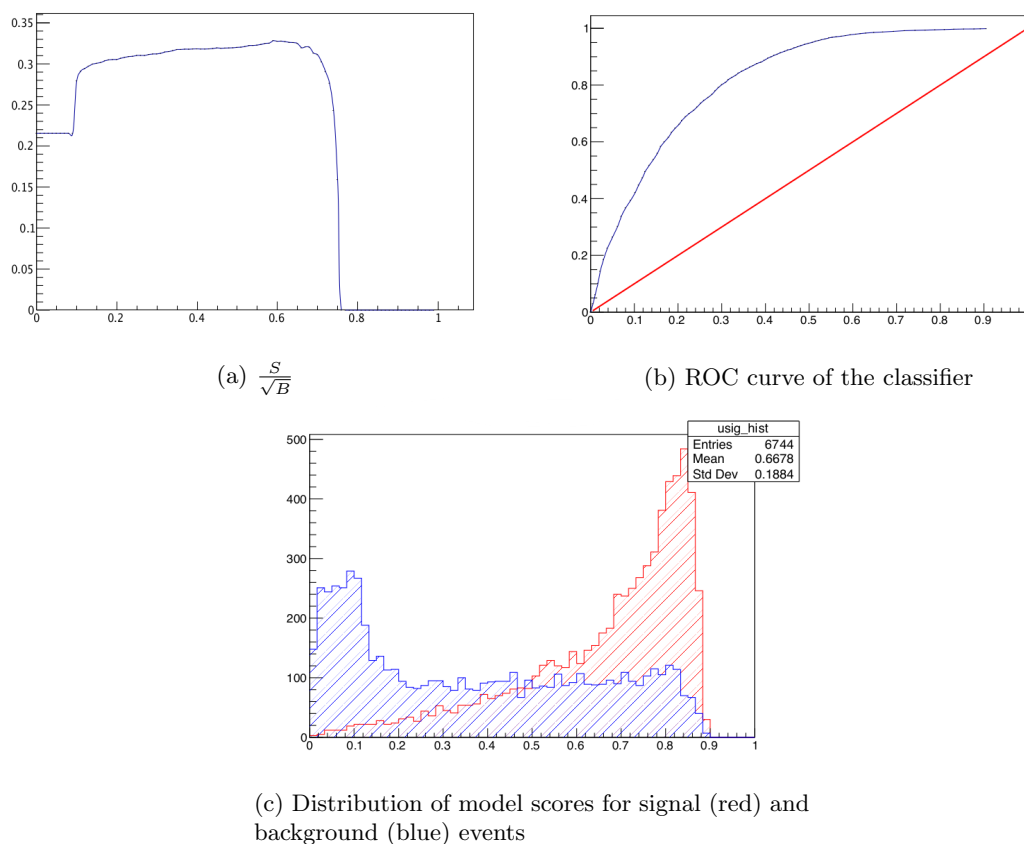 0.35
0.3
0.25
0.2
0.15
0.1
0.05
0
0 0.2 0.4 0.6 0.8 1
(a) $\frac{S}{\sqrt{B}}$
1
0.8
0.6
0.4
0.2
0
0 0.1 0.2 0.3 0.4 0.5 0.6 0.7 0.8 0.9
(b) ROC curve of the classifier
usig_hist
Entries 6744
Mean 0.6678
Std Dev 0.1884
500
400
300
200
100
0
0 0.1 0.2 0.3 0.4 0.5 0.6 0.7 0.8 0.9 1
(c) Distribution of model scores for signal (red) and
background (blue) events